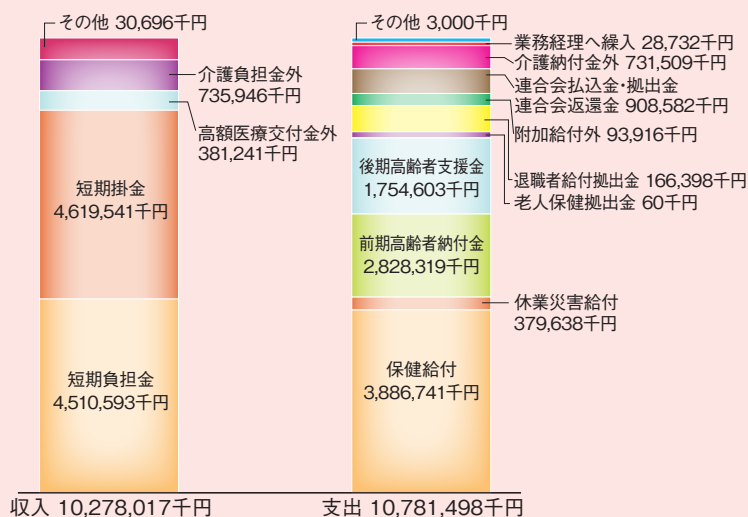 その他 30,696千円
介護負担金外
735,946千円
高額医療交付金外
381,241千円
短期掛金
4,619,541千円
短期負担金
4,510,593千円
収入 10,278,017千円
その他 3,000千円
業務経理へ繰入 28,732千円
介護納付金外 731,509千円
連合会払込金・拠出金
連合会返還金 908,582千円
附加給付外 93,916千円
退職者給付拠出金 166,398千円
老人保健拠出金 60千円
後期高齢者支援金
1,754,603千円
前期高齢者納付金
2,828,319千円
休業災害給付
379,638千円
保健給付
3,886,741千円
支出 10,781,498千円